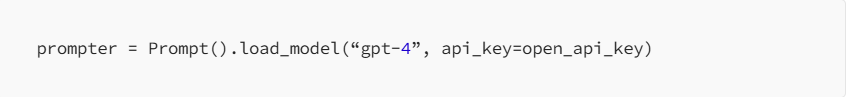 prompter = Prompt().load_model(“gpt-4”, api_key=open_api_key)